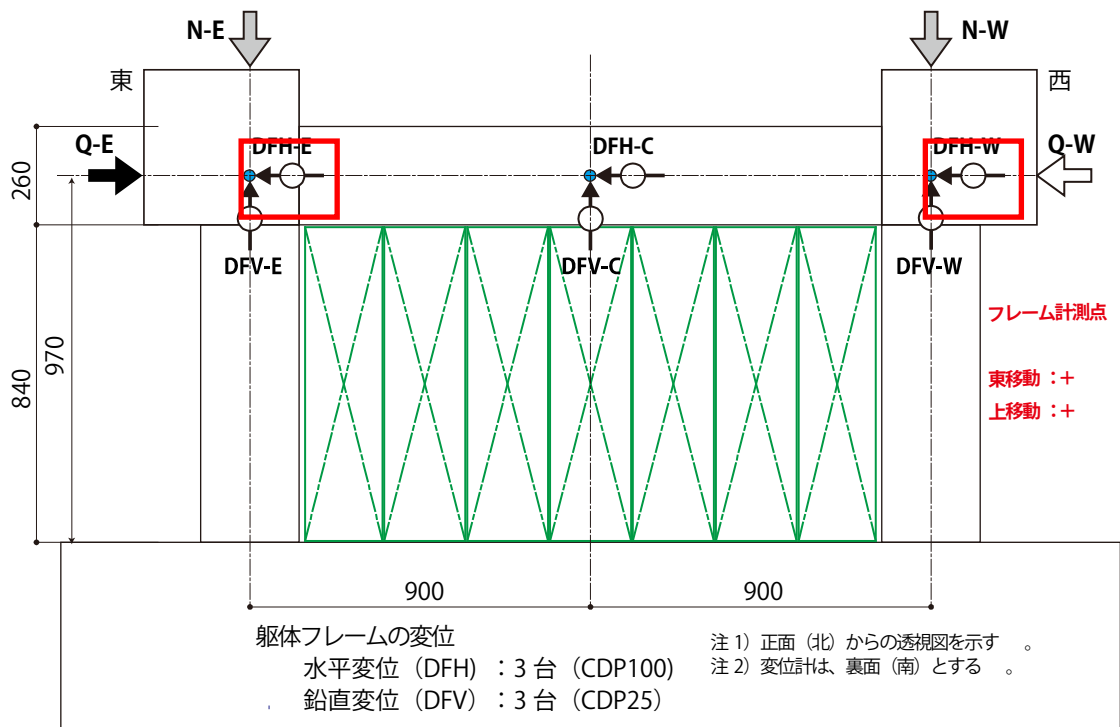 N-E
N-W
東
西
Q-E
DFH-E
DFH-C
DFH-W
Q-W
260
DFV-E
DFV-C
DFV-W
フレーム計測点
970
840
東移動：+
上移動：+
900
900
躯体フレームの変位
水平変位（DFH）：3 台（CDP100)
鉛直変位（DFV）：3 台（CDP25）
注 1）正面（北）からの透視図を示す　。
注 2）変位計は、裏面（南）とする　。